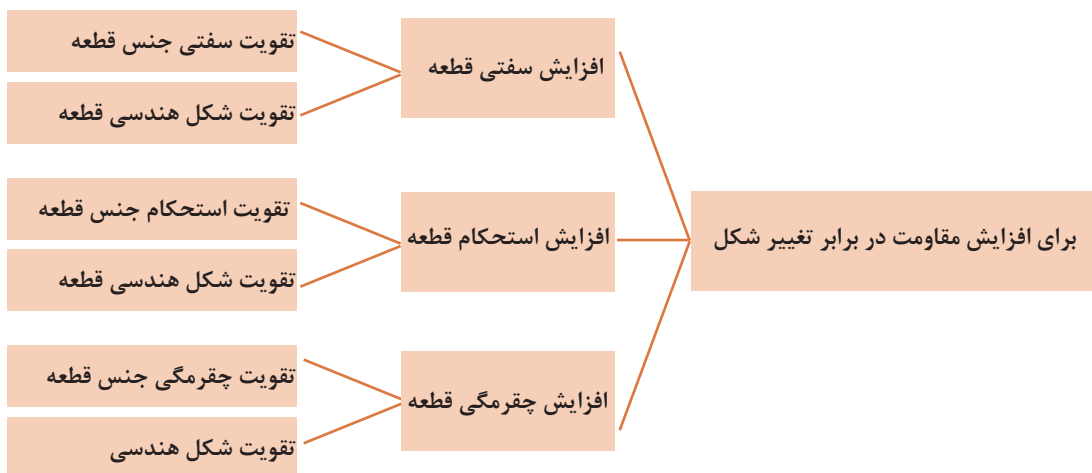 برای افزایش مقاومت در برابر تغییر شکل
افزایش سفتی قطعه
تقویت سفتی جنس قطعه
تقویت شکل هندسی قطعه
افزایش استحکام قطعه
تقویت استحکام جنس قطعه
تقویت شکل هندسی قطعه
افزایش چقرمگی قطعه
تقویت چقرمگی جنس قطعه
تقویت شکل هندسی